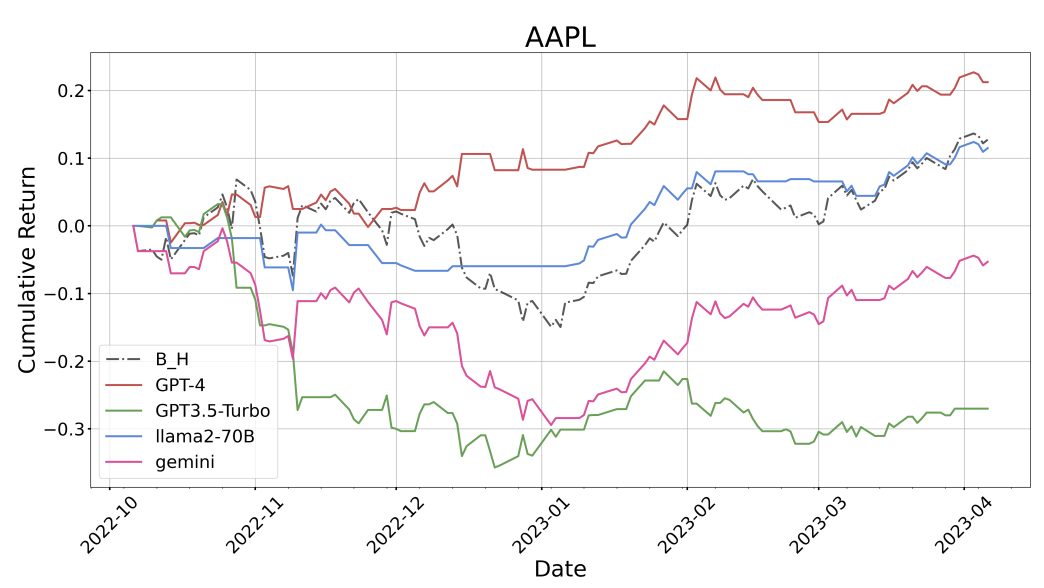 AAPL
Cumulative Return
0.2
0.1
0.0
−0.1
−0.2
−0.3
B_H
GPT-4
GPT3.5-Turbo
llama2-70B
gemini
2022-10
2022-11
2022-12
2023-01
2023-02
2023-03
2023-04
Date